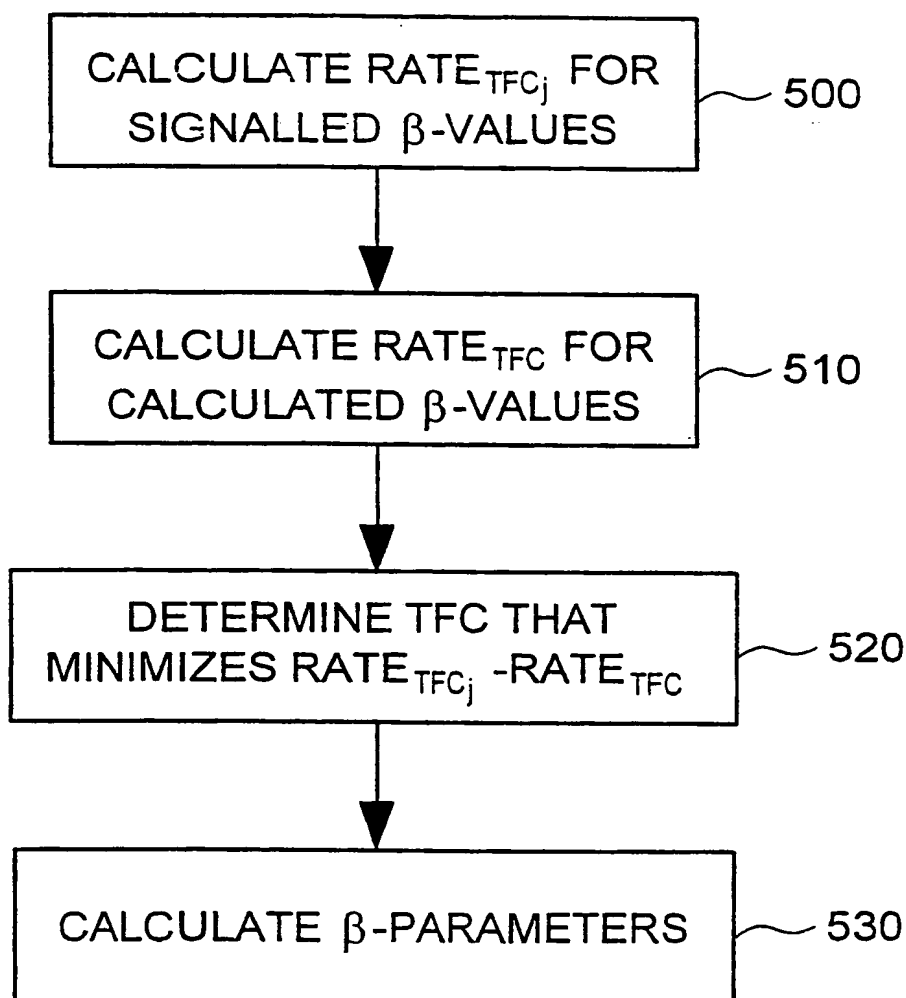 CALCULATE RATE_TFCj FOR
SIGNALLED β-VALUES
500
CALCULATE RATE_TFC FOR
CALCULATED β-VALUES
510
DETERMINE TFC THAT
MINIMIZES RATE_TFCj -RATE_TFC
520
CALCULATE β-PARAMETERS
530